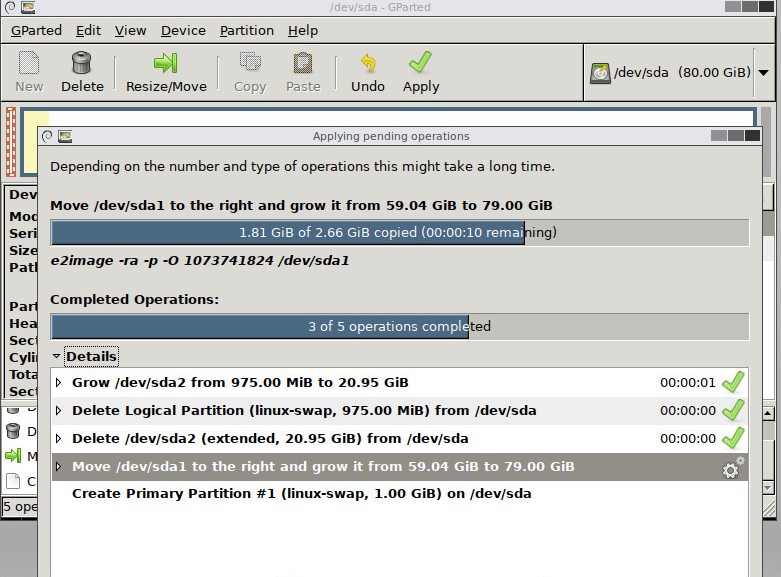 /dev/sda - GParted
GParted Edit View Device Partition Help
New Delete Resize/Move Copy Paste Undo Apply /dev/sda (80.00 GiB)
Applying pending operations
Depending on the number and type of operations this might take a long time.
Move /dev/sda1 to the right and grow it from 59.04 GiB to 79.00 GiB
1.81 GiB of 2.66 GiB copied (00:00:10 remaining)
e2image -ra -p -O 1073741824 /dev/sda1
Completed Operations:
3 of 5 operations completed
Details
Grow /dev/sda2 from 975.00 MiB to 20.95 GiB 00:00:01
Delete Logical Partition (linux-swap, 975.00 MiB) from /dev/sda 00:00:00
Delete /dev/sda2 (extended, 20.95 GiB) from /dev/sda 00:00:00
Move /dev/sda1 to the right and grow it from 59.04 GiB to 79.00 GiB
Create Primary Partition #1 (linux-swap, 1.00 GiB) on /dev/sda
Dev
Mod
Seri
Size
Path
Part
Hea
Sect
Cyli
Tota
Sect
D
D
M
C
5 ope